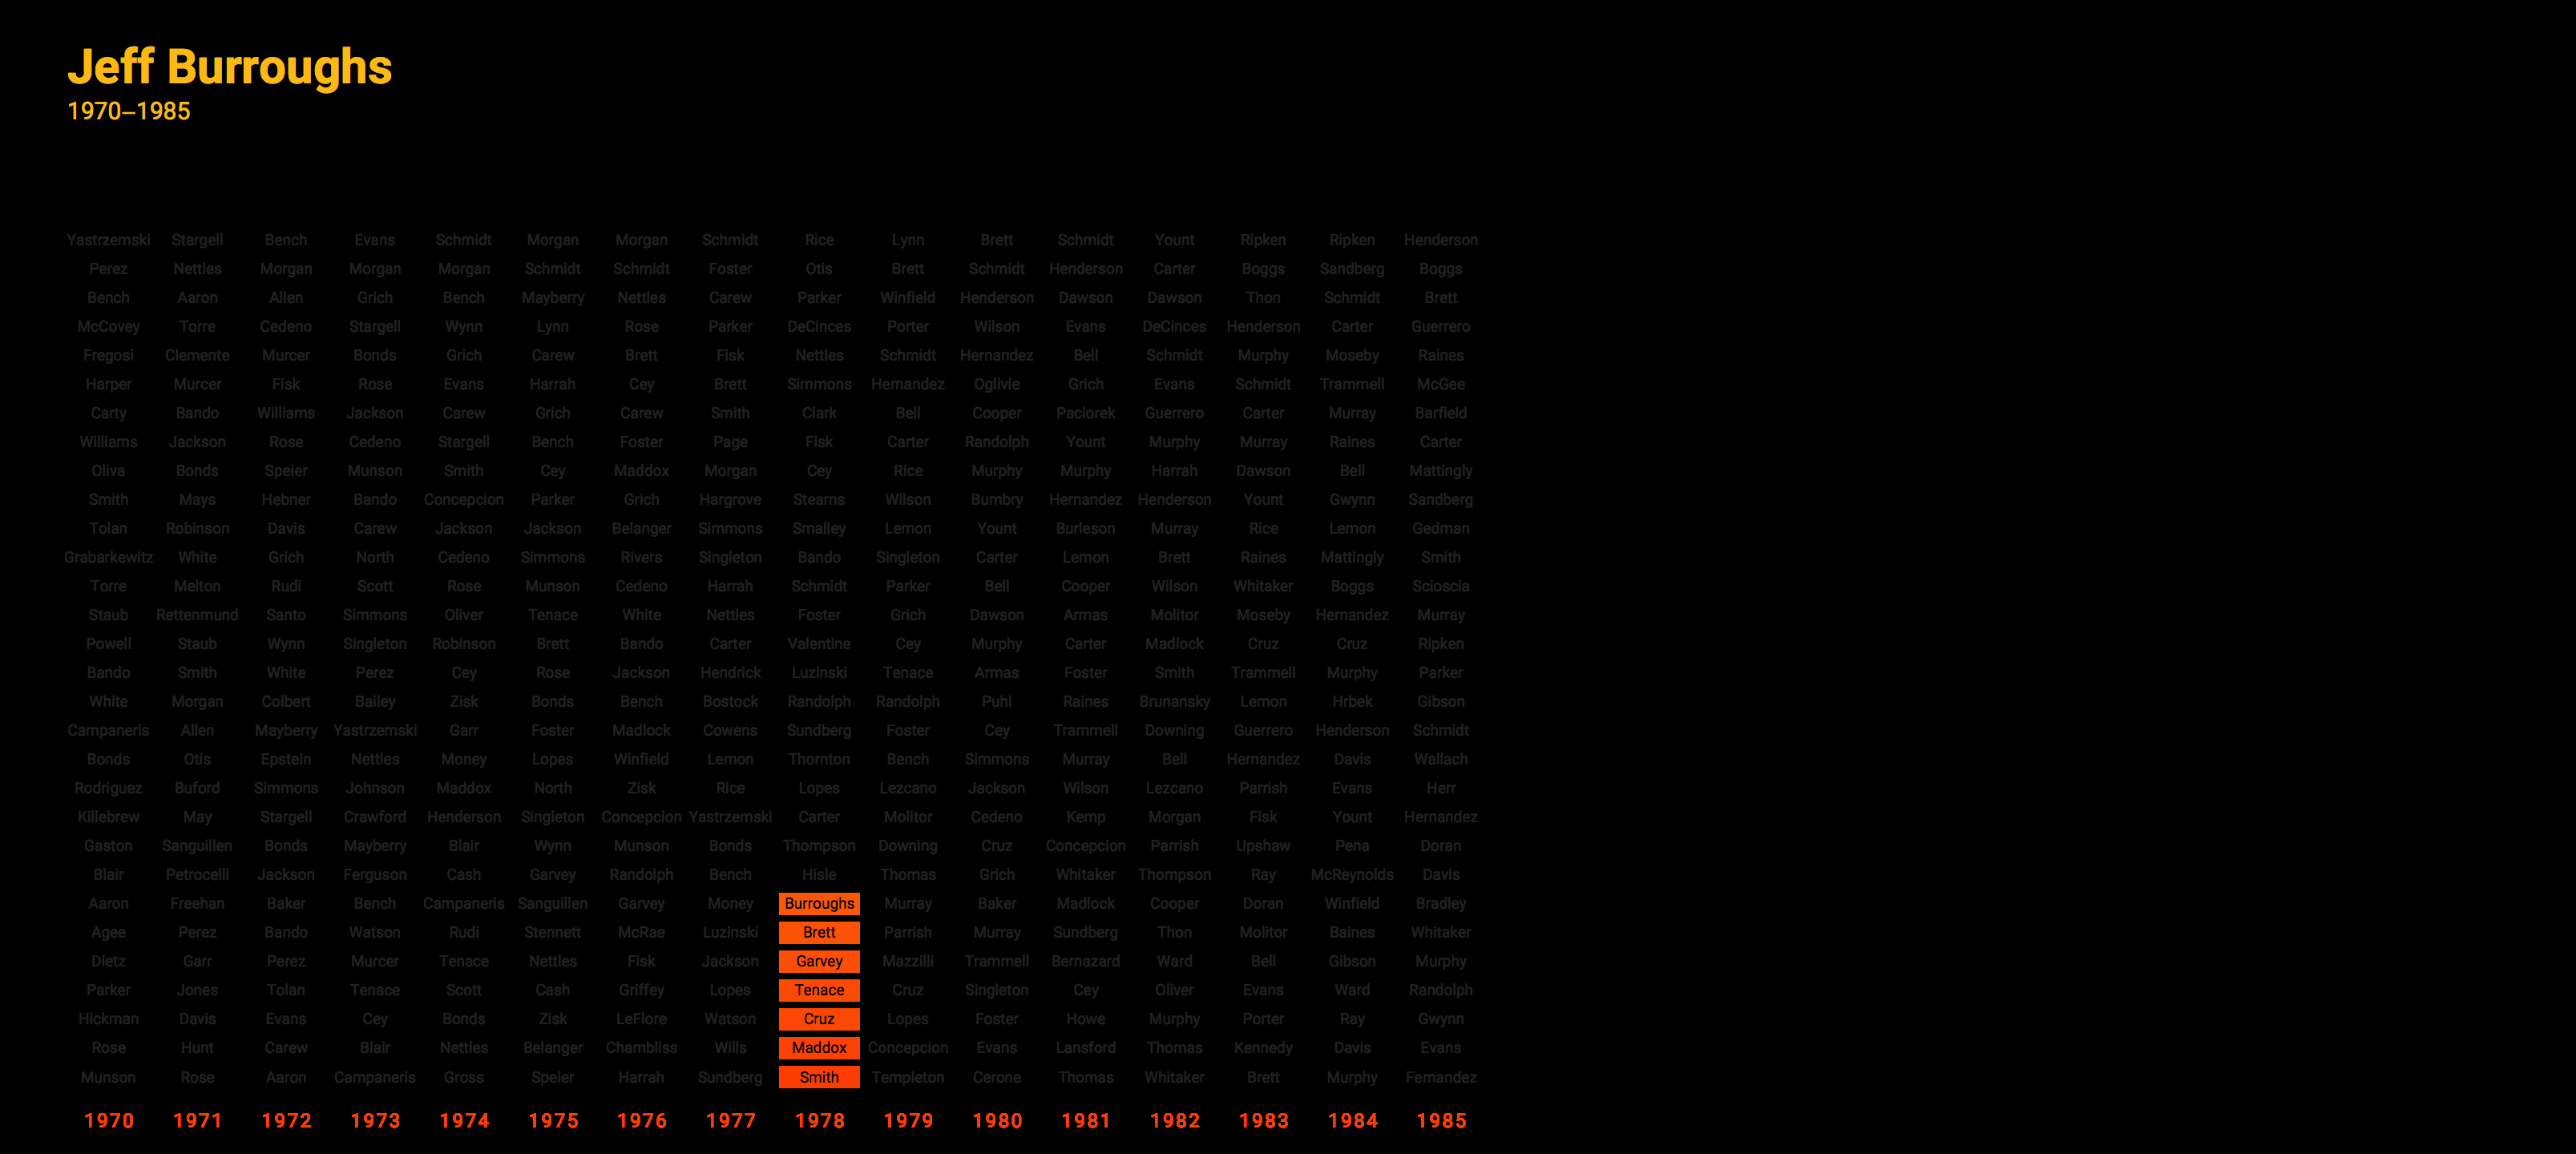 Jeff Burroughs
1970–1985
Yastrzemski Stargell Bench Evans Schmidt Morgan Morgan Schmidt Rice Lynn Brett Schmidt Yount Ripken Ripken Henderson
Perez Nettles Morgan Morgan Morgan Schmidt Schmidt Foster Otis Brett Schmidt Henderson Carter Boggs Sandberg Boggs
Bench Aaron Allen Grich Bench Mayberry Nettles Carew Parker Winfield Henderson Dawson Dawson Thon Schmidt Brett
McCovey Torre Cedeno Stargell Wynn Lynn Rose Parker DeCinces Porter Wilson Evans DeCinces Henderson Carter Guerrero
Fregosi Clemente Murcer Bonds Grich Carew Brett Fisk Nettles Schmidt Hernandez Bell Schmidt Murphy Moseby Raines
Harper Murcer Fisk Rose Evans Harrah Cey Brett Simmons Hernandez Oglivie Grich Evans Schmidt Trammell McGee
Carty Bando Williams Jackson Carew Grich Carew Smith Clark Bell Cooper Paciorek Guerrero Carter Murray Barfield
Williams Jackson Rose Cedeno Stargell Bench Foster Page Fisk Carter Randolph Yount Murphy Murray Raines Carter
Oliva Bonds Speier Munson Smith Cey Maddox Morgan Cey Rice Murphy Murphy Harrah Dawson Bell Mattingly
Smith Mays Hebner Bando Concepcion Parker Grich Hargrove Stearns Wilson Bumbry Hernandez Henderson Yount Gwynn Sandberg
Tolan Robinson Davis Carew Jackson Jackson Belanger Simmons Smalley Lemon Yount Burleson Murray Rice Lemon Gedman
Grabarkewitz White Grich North Cedeno Simmons Rivers Singleton Bando Singleton Carter Lemon Brett Raines Mattingly Smith
Torre Melton Rudi Scott Rose Munson Cedeno Harrah Schmidt Parker Bell Cooper Wilson Whitaker Boggs Scioscia
Staub Rettenmund Santo Simmons Oliver Tenace White Nettles Foster Grich Dawson Armas Molitor Moseby Hernandez Murray
Powell Staub Wynn Singleton Robinson Brett Bando Carter Valentine Cey Murphy Carter Madlock Cruz Cruz Ripken
Bando Smith White Perez Cey Rose Jackson Hendrick Luzinski Tenace Armas Foster Smith Trammell Murphy Parker
White Morgan Colbert Bailey Zisk Bonds Bench Bostock Randolph Randolph Puhl Raines Brunansky Lemon Hrbek Gibson
Campaneris Allen Mayberry Yastrzemski Garr Foster Madlock Cowens Sundberg Foster Cey Trammell Downing Guerrero Henderson Schmidt
Bonds Otis Epstein Nettles Money Lopes Winfield Lemon Thornton Bench Simmons Murray Bell Hernandez Davis Wallach
Rodriguez Buford Simmons Johnson Maddox North Zisk Rice Lopes Lezcano Jackson Wilson Lezcano Parrish Evans Herr
Killebrew May Stargell Crawford Henderson Singleton Concepcion Yastrzemski Carter Molitor Cedeno Kemp Morgan Fisk Yount Hernandez
Gaston Sanguillen Bonds Mayberry Blair Wynn Munson Bonds Thompson Downing Cruz Concepcion Parrish Upshaw Pena Doran
Blair Petrocelli Jackson Ferguson Cash Garvey Randolph Bench Hisle Thomas Grich Whitaker Thompson Ray McReynolds Davis
Aaron Freehan Baker Bench Campaneris Sanguillen Garvey Money Burroughs Murray Baker Madlock Cooper Doran Winfield Bradley
Agee Perez Bando Watson Rudi Stennett McRae Luzinski Brett Parrish Murray Sundberg Thon Molitor Baines Whitaker
Dietz Garr Perez Murcer Tenace Nettles Fisk Jackson Garvey Mazzilli Trammell Bernazard Ward Bell Gibson Murphy
Parker Jones Tolan Tenace Scott Cash Griffey Lopes Tenace Cruz Singleton Cey Oliver Evans Ward Randolph
Hickman Davis Evans Cey Bonds Zisk LeFlore Watson Cruz Lopes Foster Howe Murphy Porter Ray Gwynn
Rose Hunt Carew Blair Nettles Belanger Chambliss Wills Maddox Concepcion Evans Lansford Thomas Kennedy Davis Evans
Munson Rose Aaron Campaneris Gross Speier Harrah Sundberg Smith Templeton Cerone Thomas Whitaker Brett Murphy Fernandez
1970 1971 1972 1973 1974 1975 1976 1977 1978 1979 1980 1981 1982 1983 1984 1985